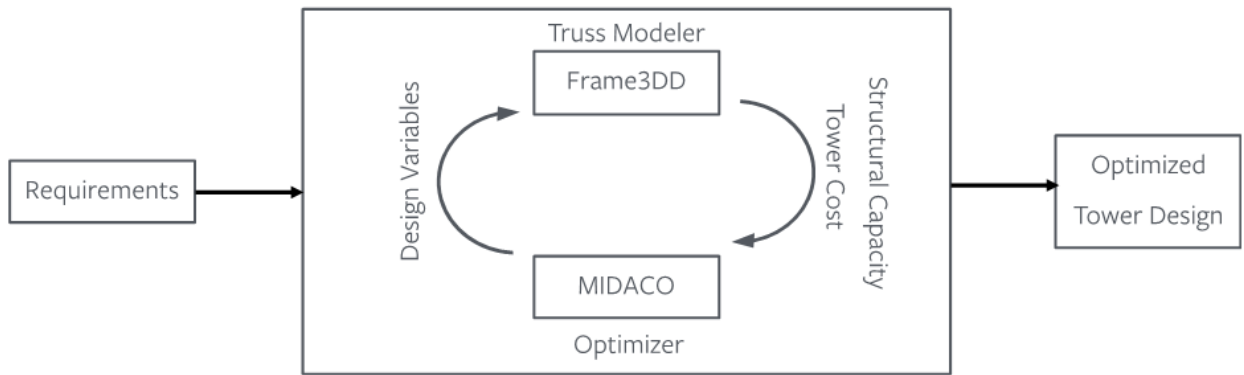 Requirements
Truss Modeler
Frame3DD
Design Variables
Structural Capacity
Tower Cost
MIDACO
Optimizer
Optimized
Tower Design